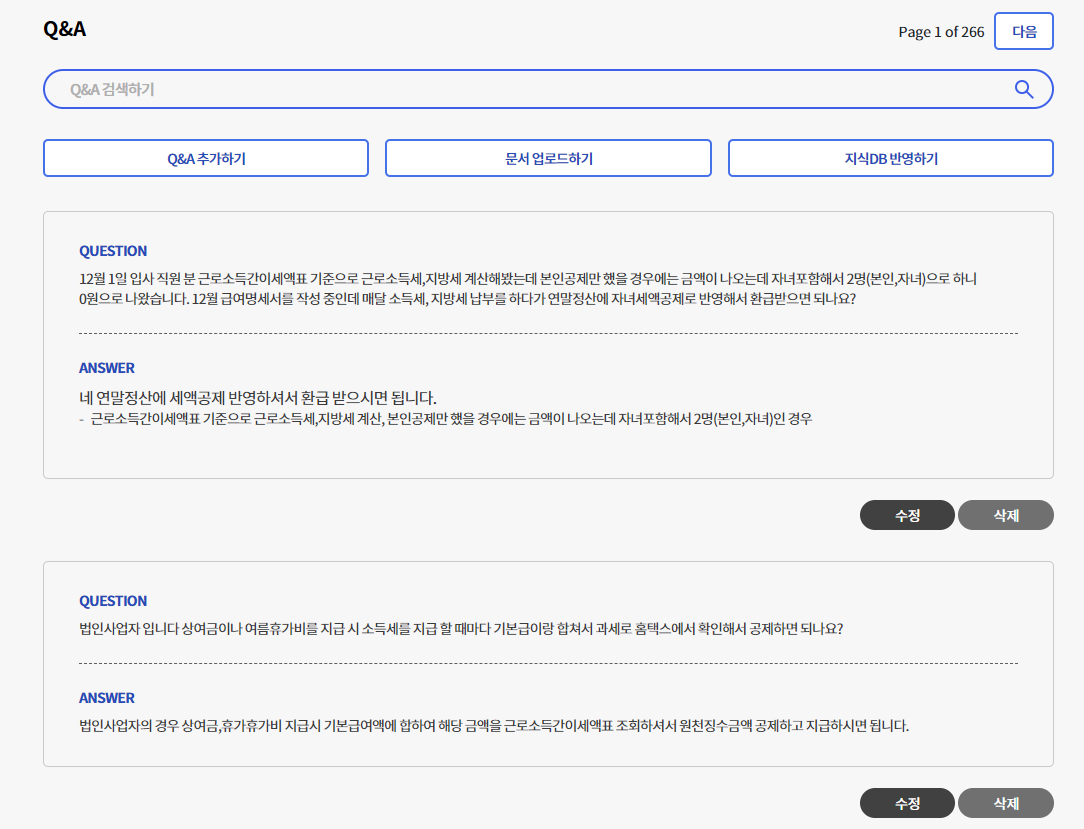 Q&A
Page 1 of 266
다음
Q&A 검색하기
Q&A 추가하기
문서 업로드하기
지식DB 반영하기
QUESTION
12월 1일 입사 직원 분 근로소득간이세액표 기준으로 근로소득세,지방세 계산해봤는데 본인공제만 했을 경우에는 금액이 나오는데 자녀포함해서 2명(본인,자녀)으로 하니
0원으로 나왔습니다. 12월 급여명세서를 작성 중인데 매달 소득세, 지방세 납부를 하다가 연말정산에 자녀세액공제로 반영해서 환급받으면 되나요?
ANSWER
네 연말정산에 세액공제 반영하셔서 환급 받으시면 됩니다.
- 근로소득간이세액표 기준으로 근로소득세,지방세 계산, 본인공제만 했을 경우에는 금액이 나오는데 자녀포함해서 2명(본인,자녀)인 경우
수정
삭제
QUESTION
법인사업자 입니다 상여금이나 여름휴가비를 지급 시 소득세를 지급 할 때마다 기본급이랑 합쳐서 과세로 홈택스에서 확인해서 공제하면 되나요?
ANSWER
법인사업자의 경우 상여금,휴가휴가비 지급시 기본급여액에 합하여 해당 금액을 근로소득간이세액표 조회하셔서 원천징수금액 공제하고 지급하시면 됩니다.
수정
삭제